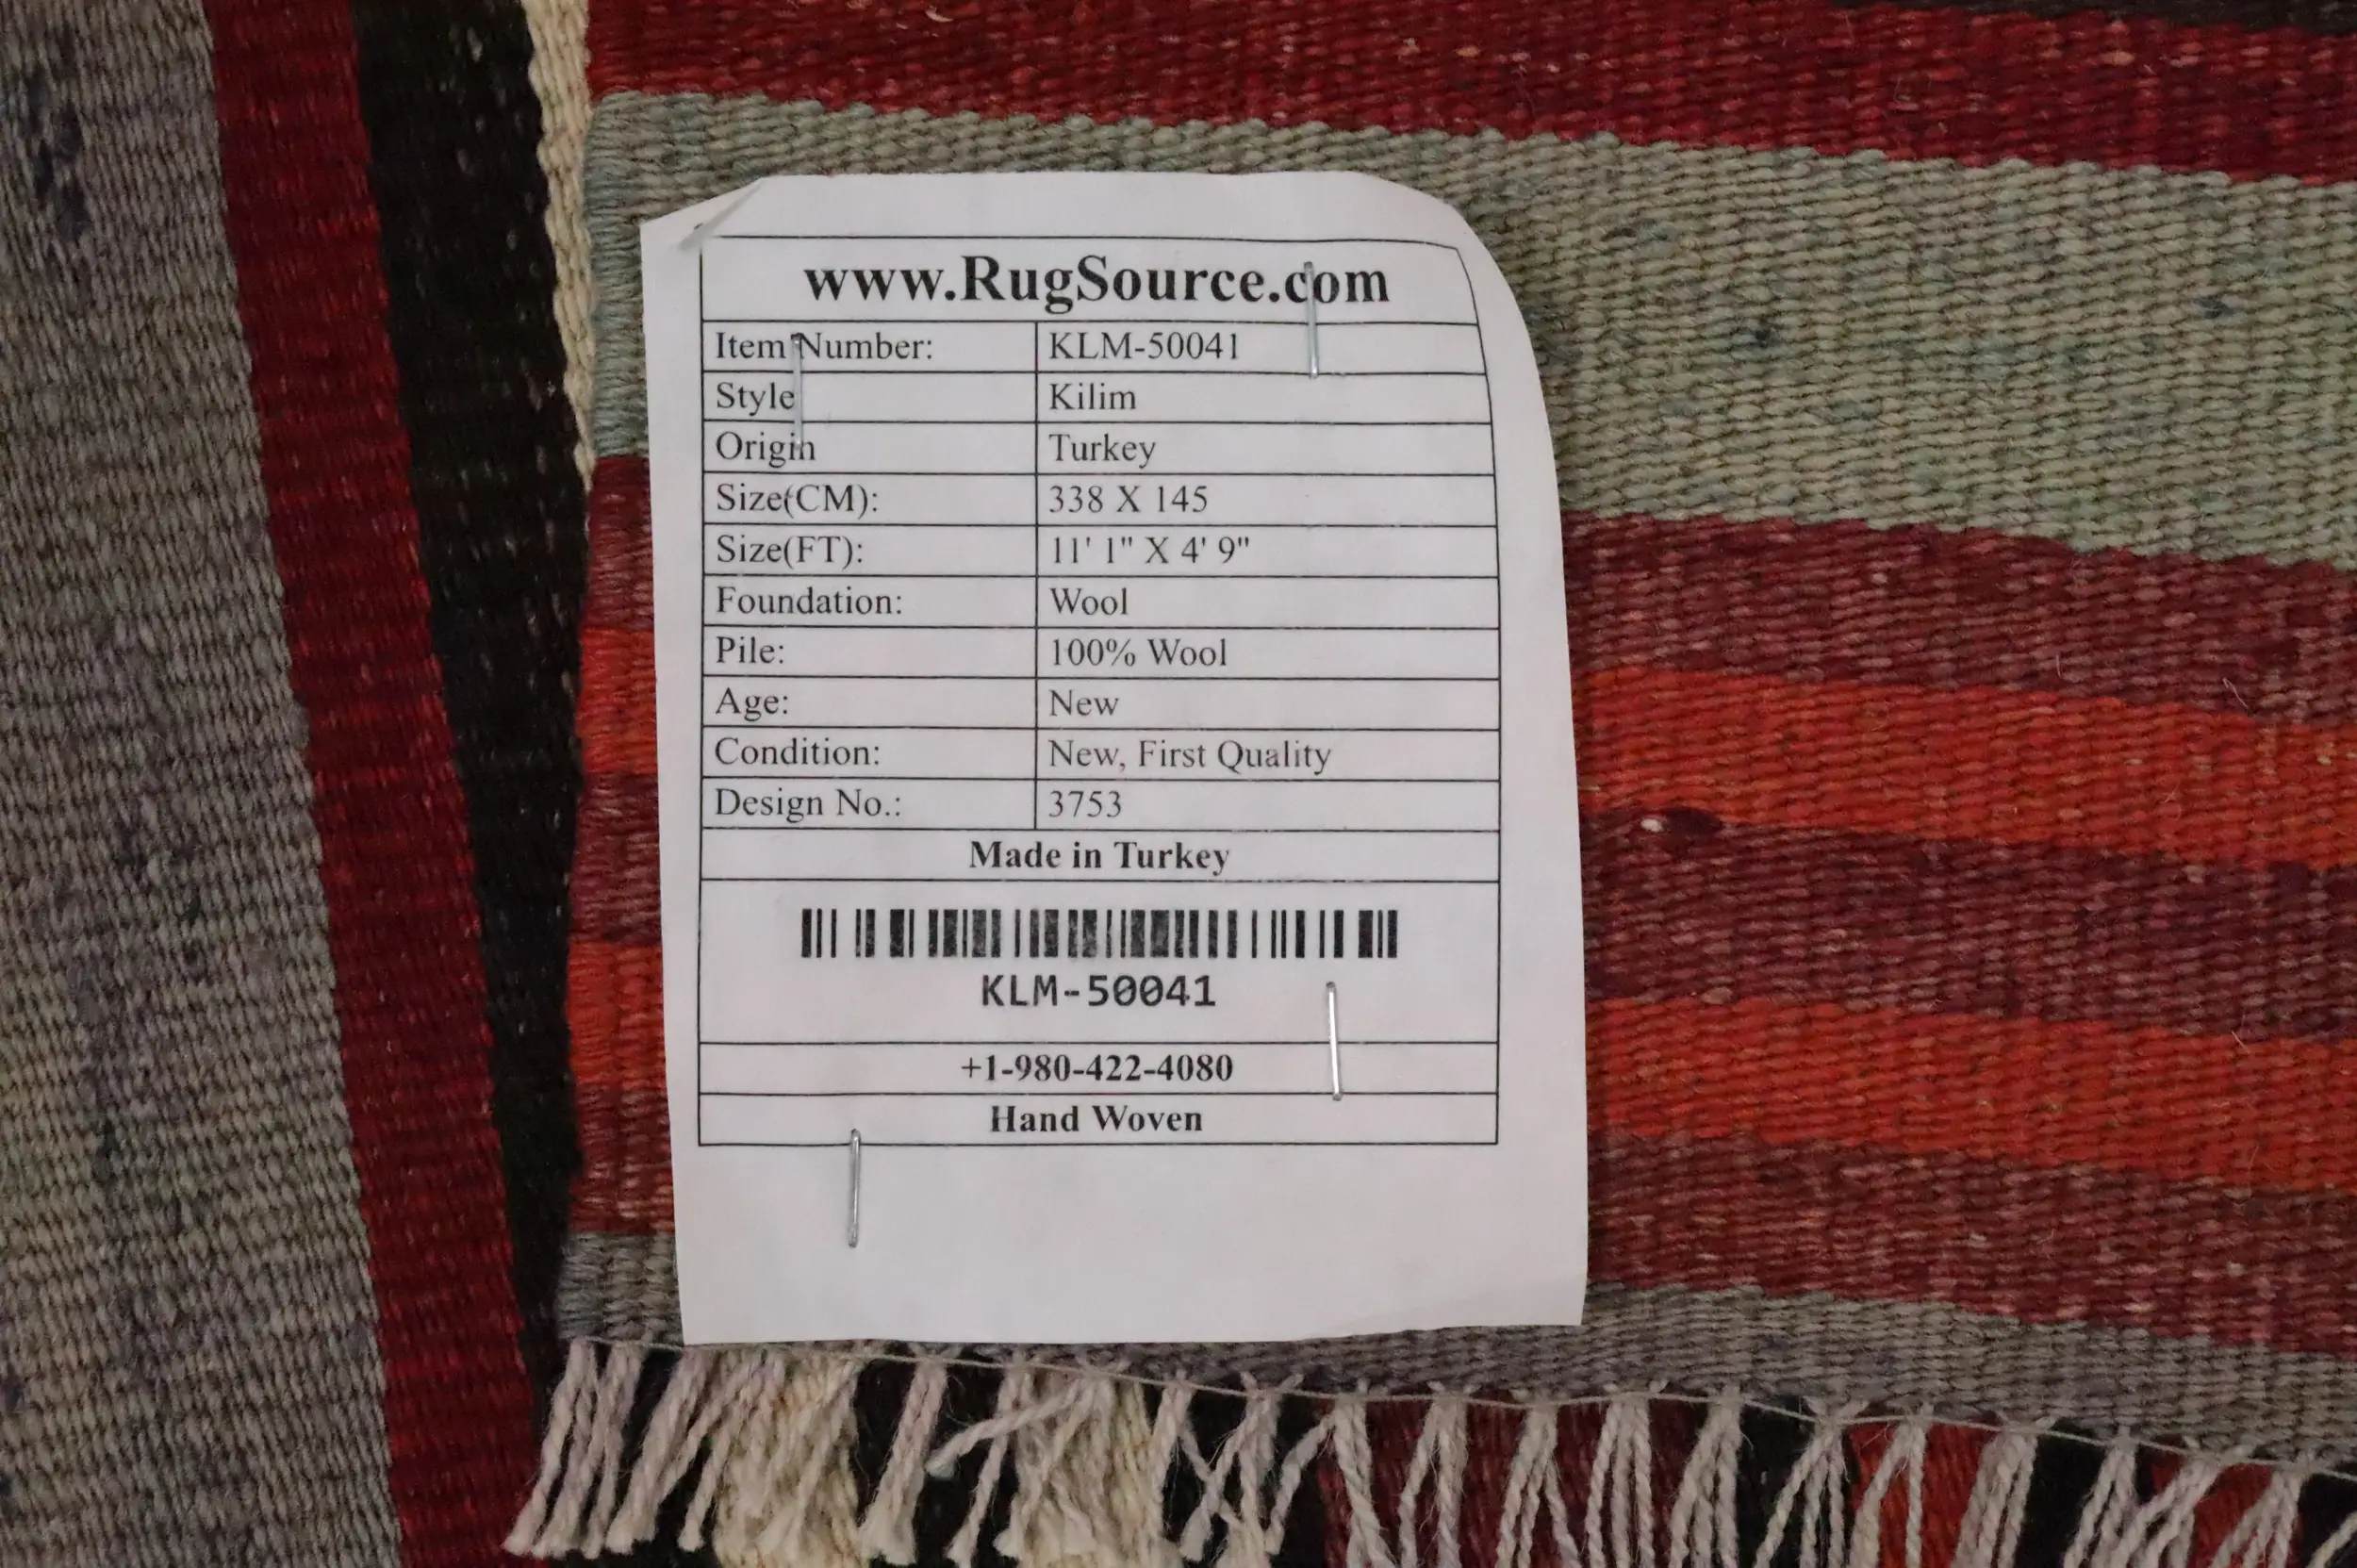 www.RugSource.com
Item Number: KLM-50041
Style Kilim
Origin Turkey
Size(CM): 338 X 145
Size(FT): 11' 1" X 4' 9"
Foundation: Wool
Pile: 100% Wool
Age: New
Condition: New, First Quality
Design No.: 3753
Made in Turkey
KLM-50041
+1-980-422-4080
Hand Woven